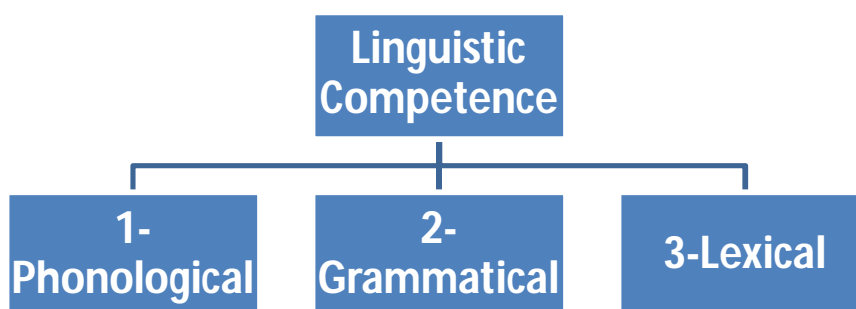 Linguistic
Competence
1-
Phonological
2-
Grammatical
3-Lexical